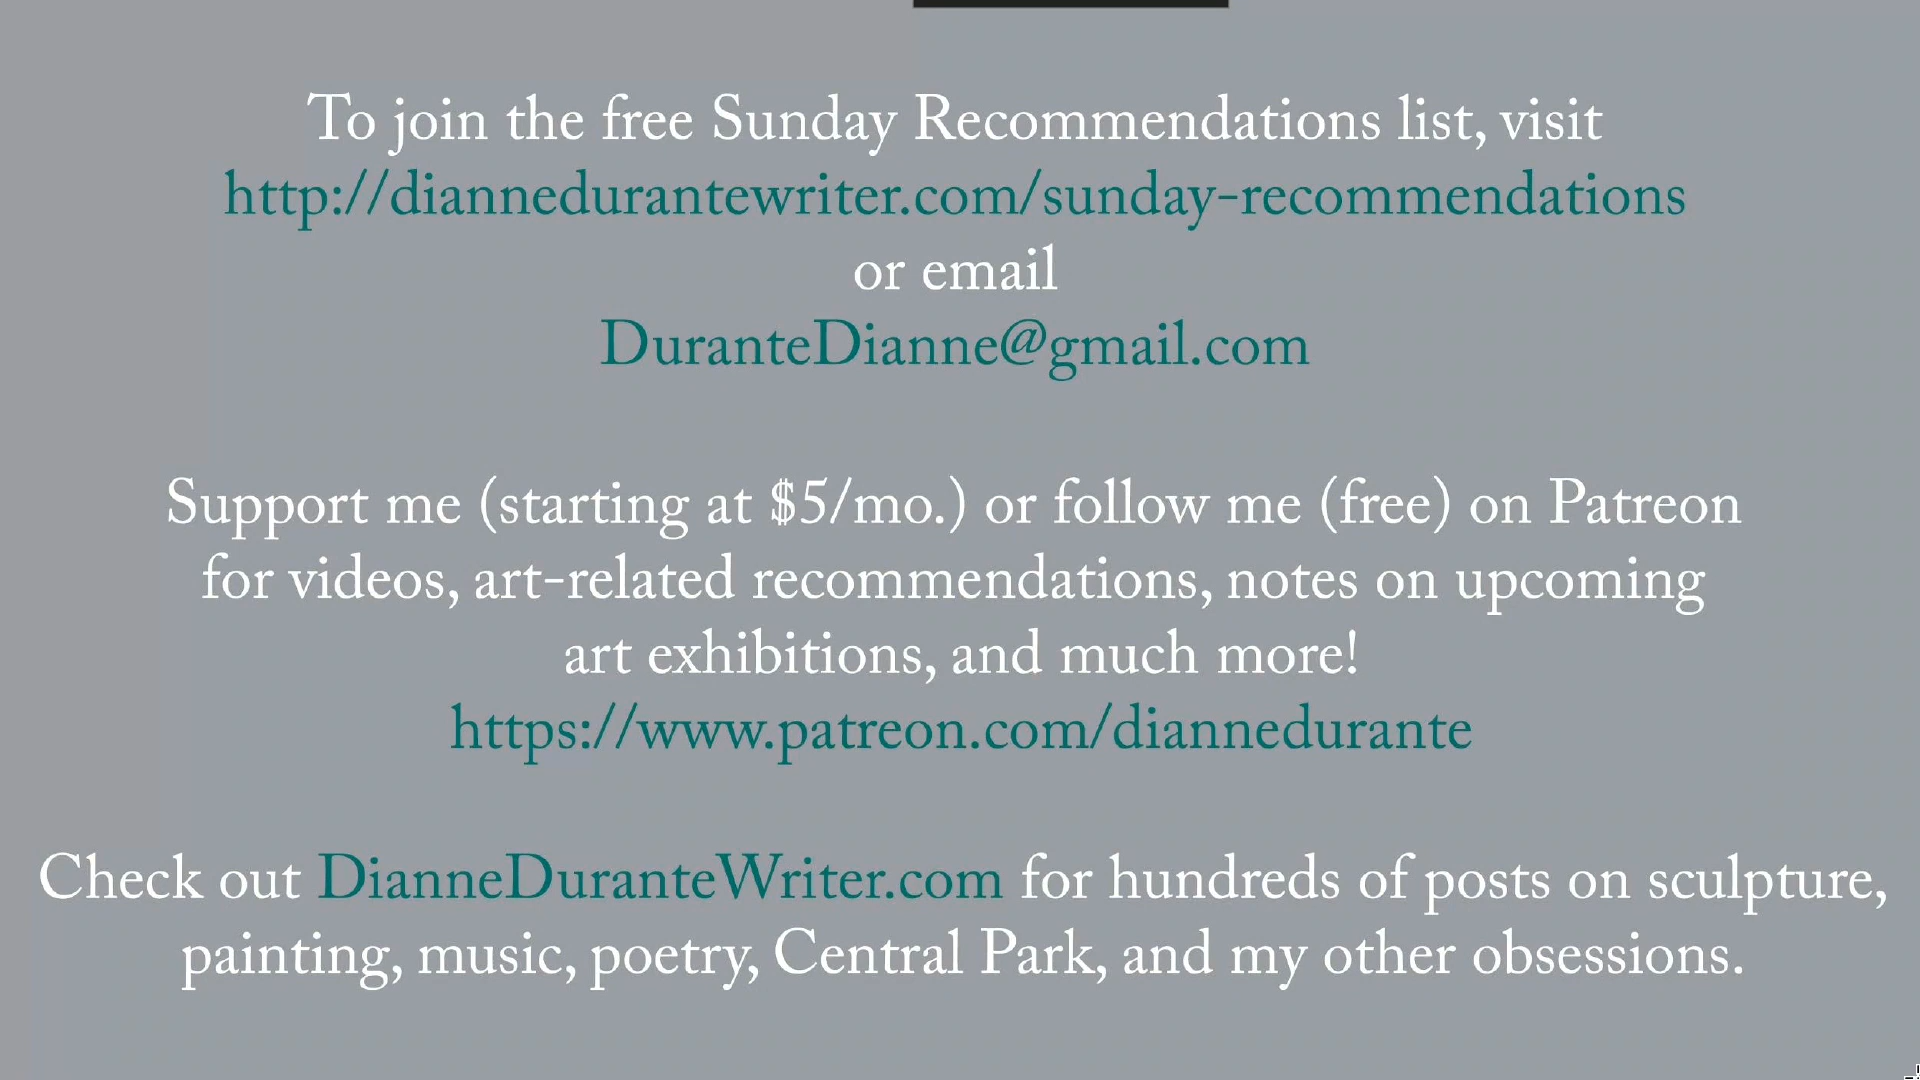 To join the free Sunday Recommendations list, visit
http://diannedurantewriter.com/sunday-recommendations
or email
DuranteDianne@gmail.com
Support me (starting at $5/mo.) or follow me (free) on Patreon
for videos, art-related recommendations, notes on upcoming
art exhibitions, and much more!
https://www.patreon.com/diannedurante
Check out DianneDuranteWriter.com for hundreds of posts on sculpture,
painting, music, poetry, Central Park, and my other obsessions.